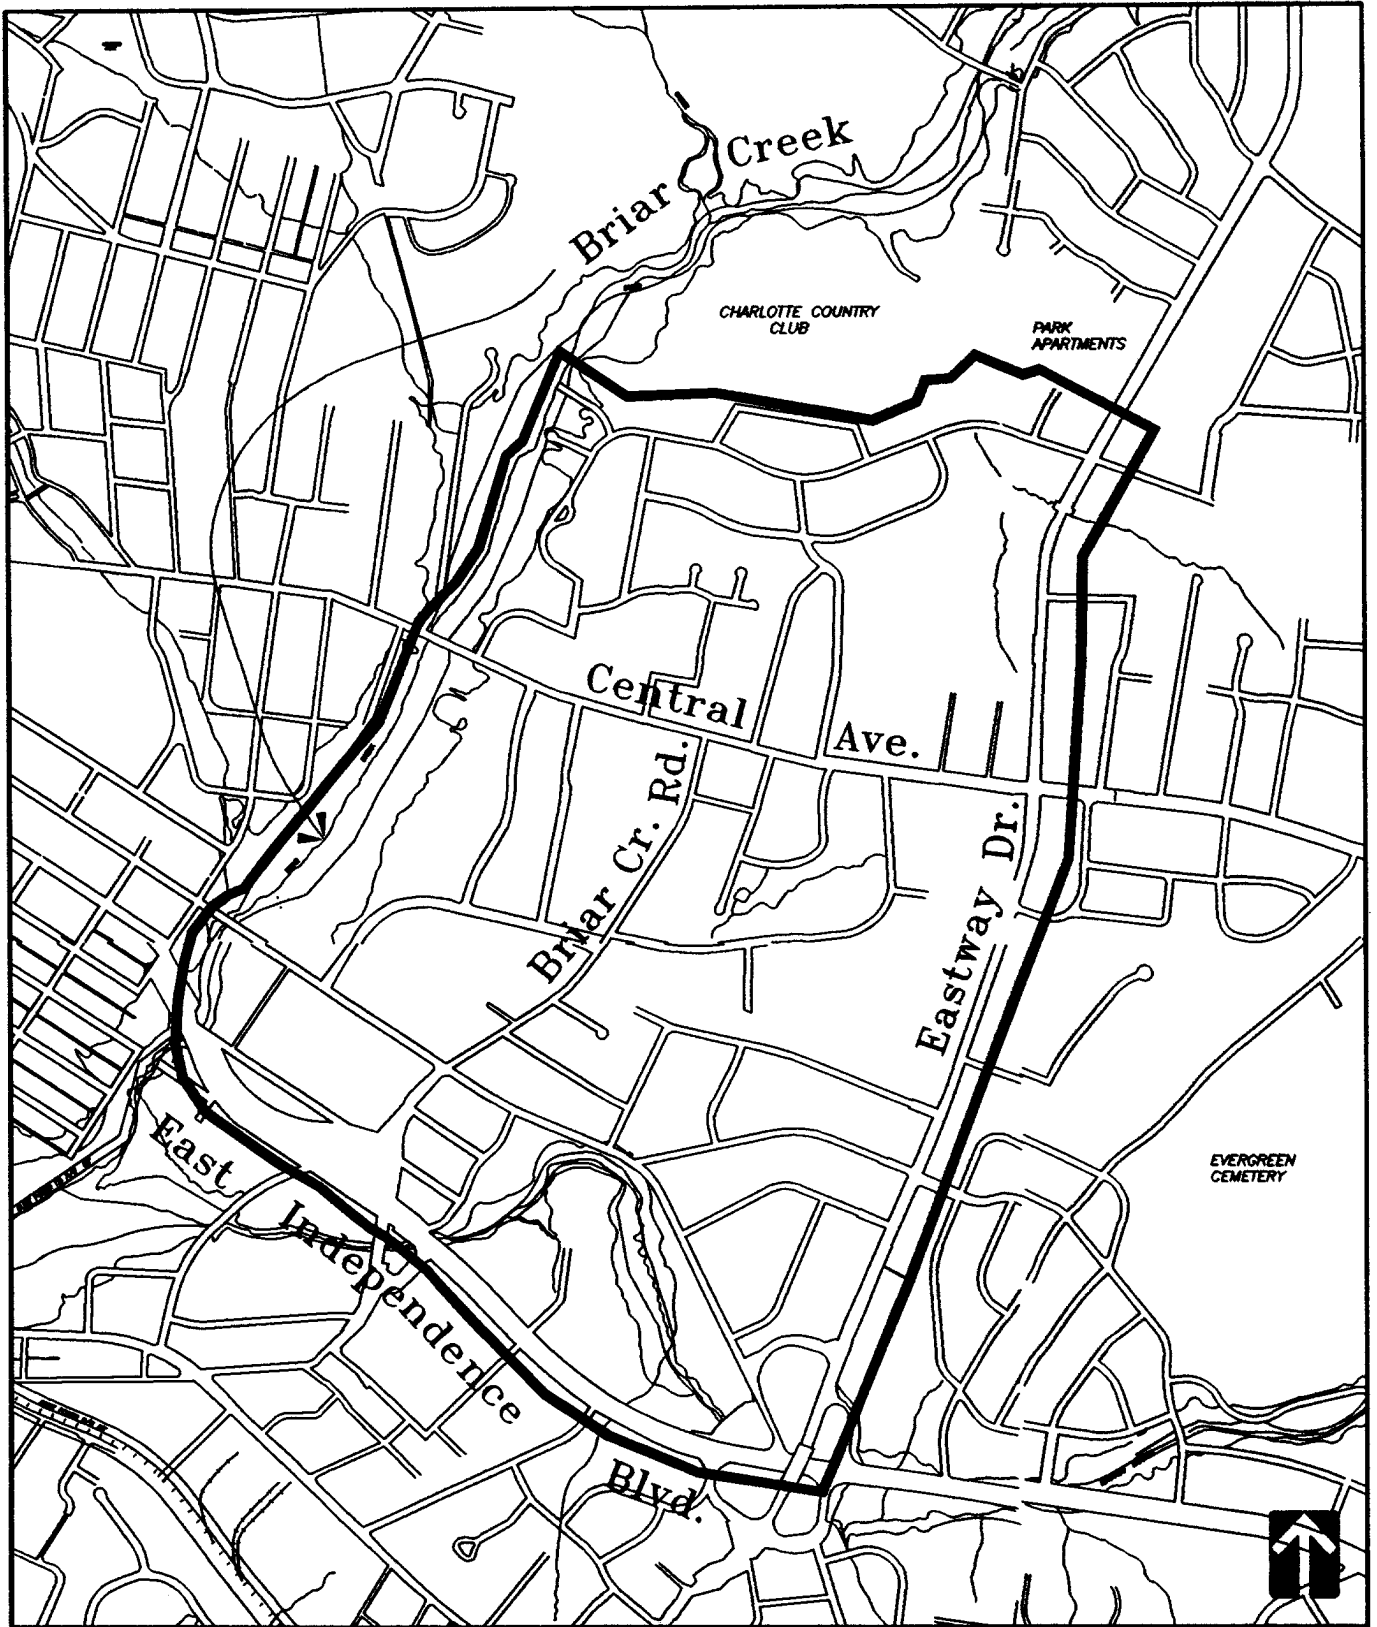 Briar Creek
CHARLOTTE COUNTRY
CLUB
PARK
APARTMENTS
Central Ave.
Briar Cr. Rd.
Eastway Dr.
EVERGREEN
CEMETERY
East Independence Blvd.